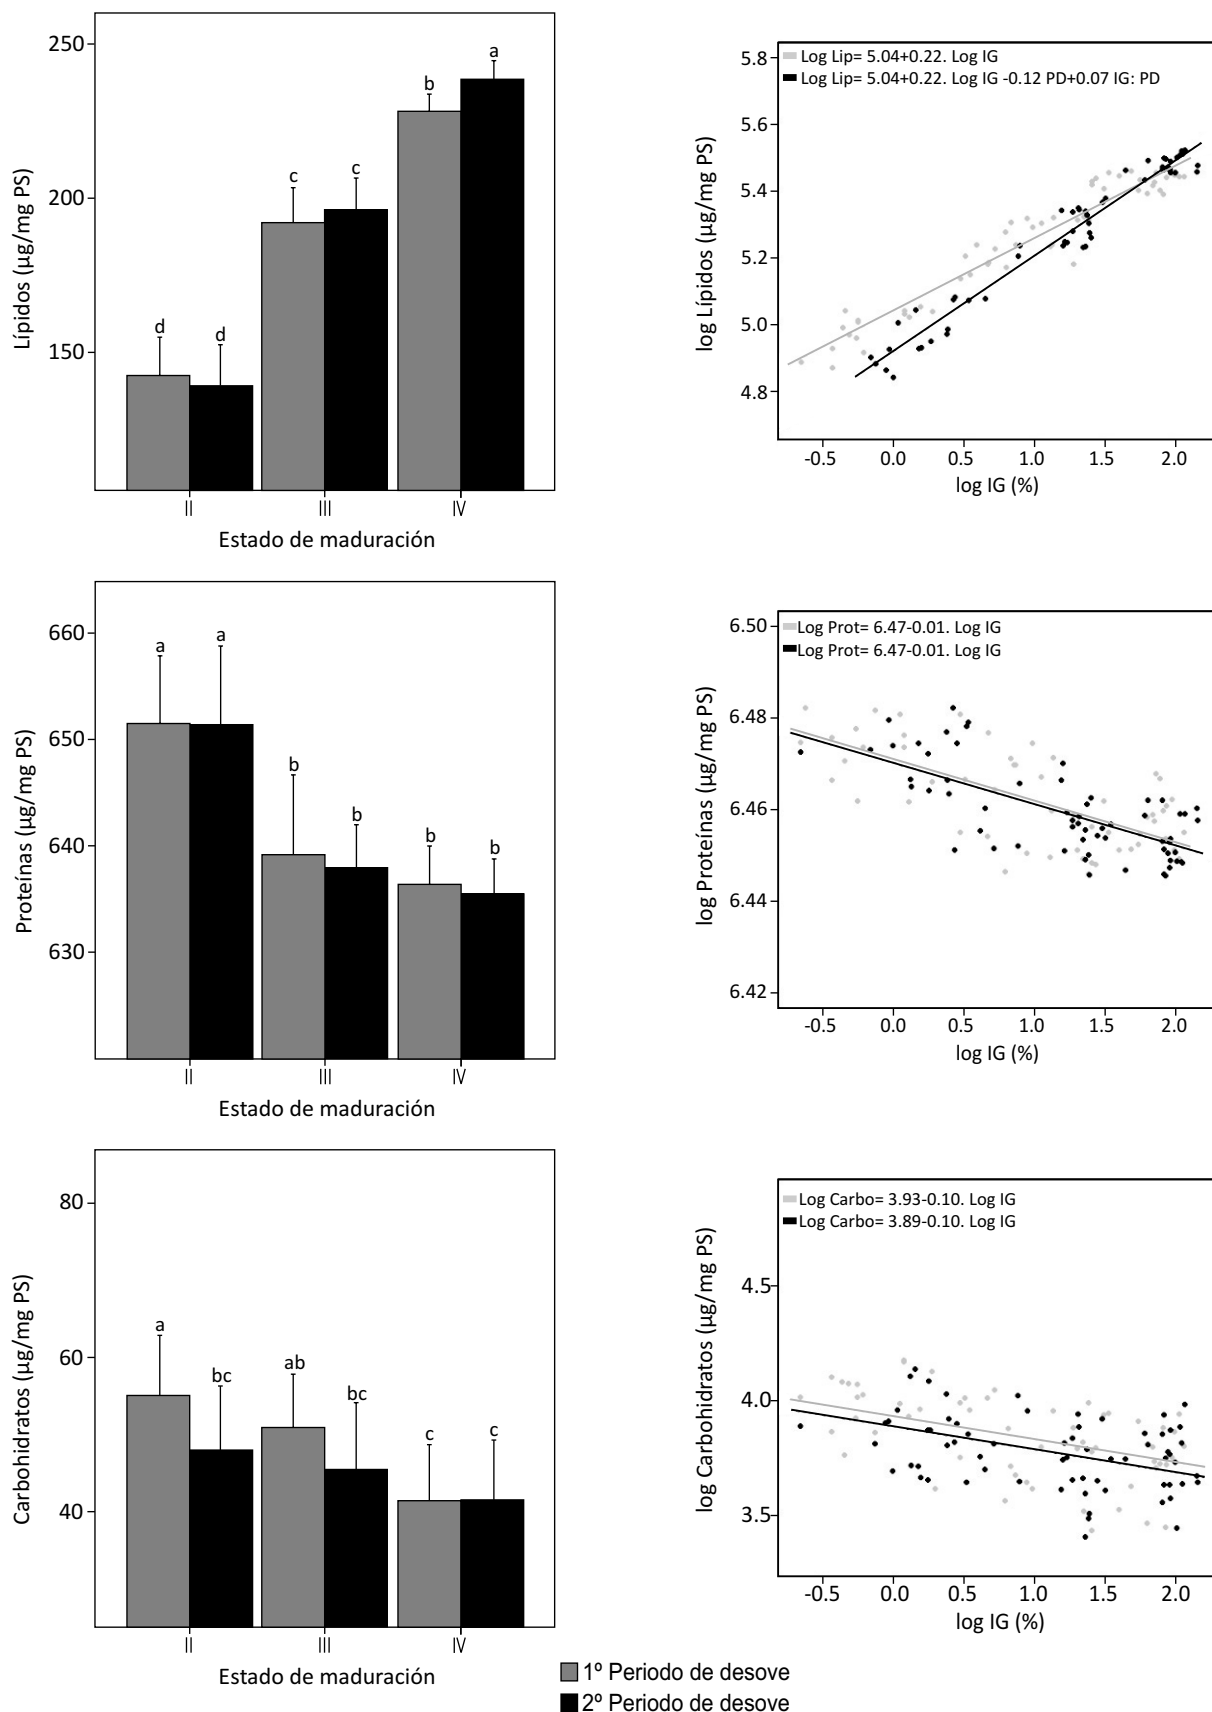 250
200
150
Lípidos (µg/mg PS)
d
d
c
c
b
a
II
III
IV
Estado de maduración
Log Lip= 5.04+0.22. Log IG
Log Lip= 5.04+0.22. Log IG -0.12 PD+0.07 IG: PD
5.8
5.6
5.4
5.2
5.0
4.8
log Lípidos (µg/mg PS)
-0.5
0.0
0.5
1.0
1.5
2.0
log IG (%)
660
650
640
630
Proteínas (µg/mg PS)
a
a
b
b
b
b
II
III
IV
Estado de maduración
Log Prot= 6.47-0.01. Log IG
Log Prot= 6.47-0.01. Log IG
6.50
6.48
6.46
6.44
6.42
log Proteínas (µg/mg PS)
-0.5
0.0
0.5
1.0
1.5
2.0
log IG (%)
80
60
40
Carbohidratos (µg/mg PS)
a
bc
ab
bc
c
c
II
III
IV
Estado de maduración
Log Carbo= 3.93-0.10. Log IG
Log Carbo= 3.89-0.10. Log IG
4.5
4.0
3.5
log Carbohidratos (µg/mg PS)
-0.5
0.0
0.5
1.0
1.5
2.0
log IG (%)
1º Periodo de desove
2º Periodo de desove